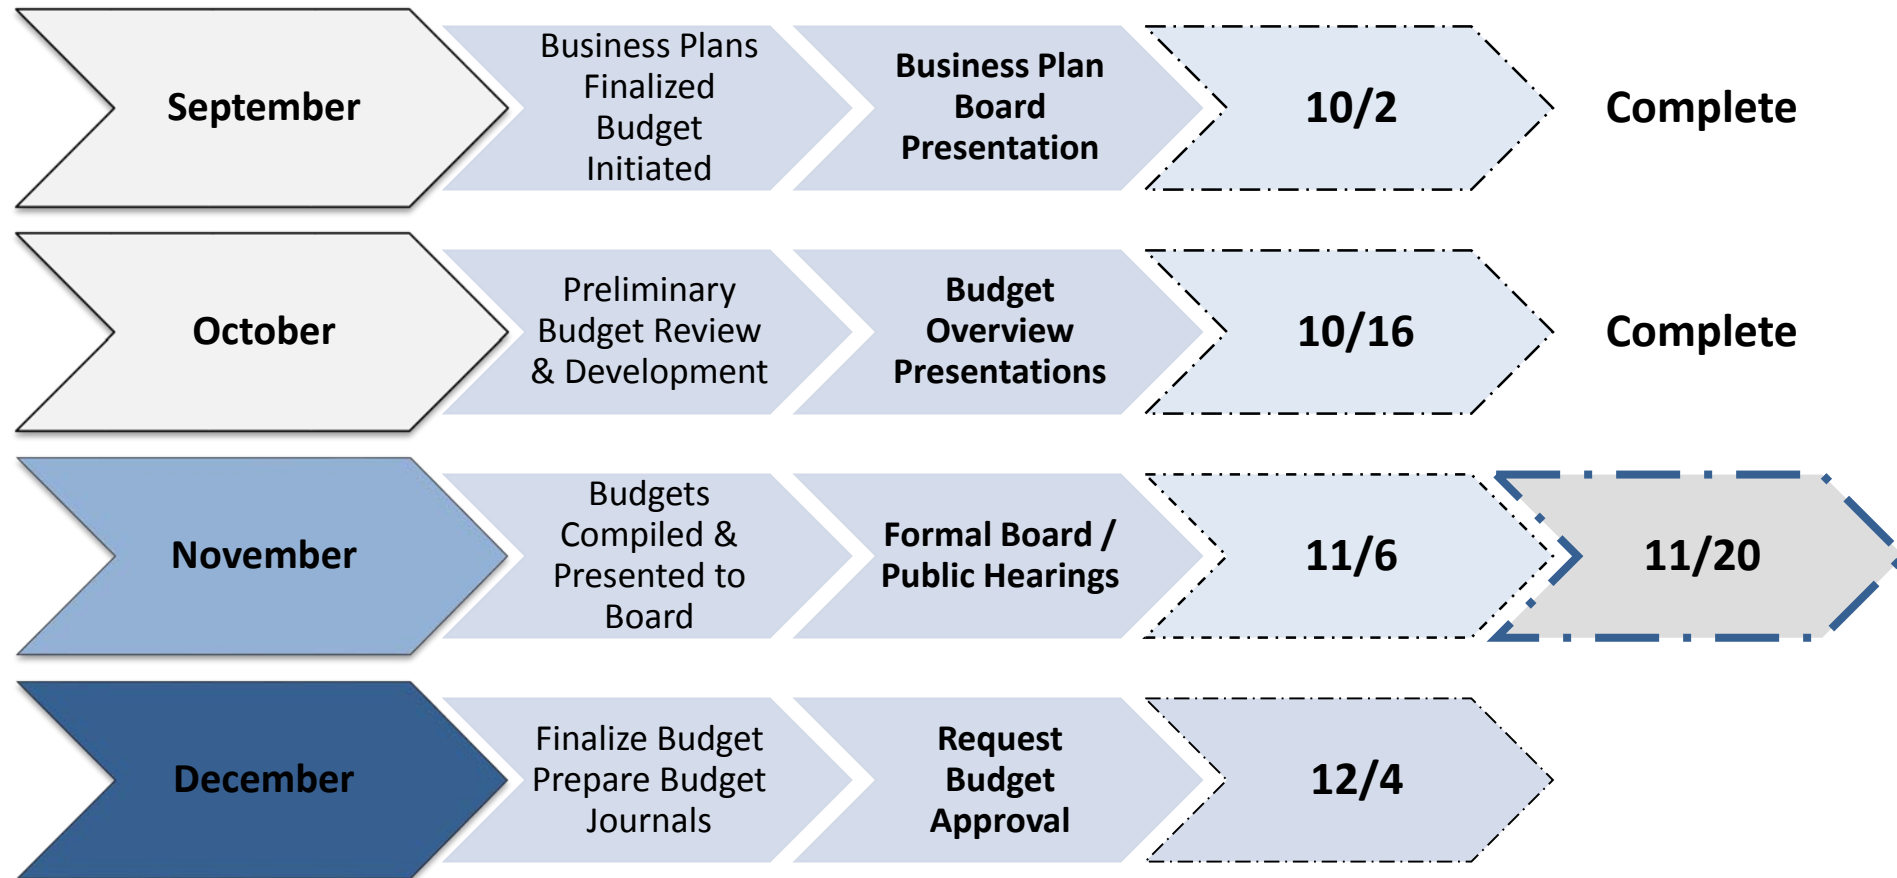 September
Business Plans
Finalized
Budget
Initiated
Business Plan
Board
Presentation
10/2
Complete
October
Preliminary
Budget Review
& Development
Budget
Overview
Presentations
10/16
Complete
November
Budgets
Compiled &
Presented to
Board
Formal Board /
Public Hearings
11/6
11/20
December
Finalize Budget
Prepare Budget
Journals
Request
Budget
Approval
12/4